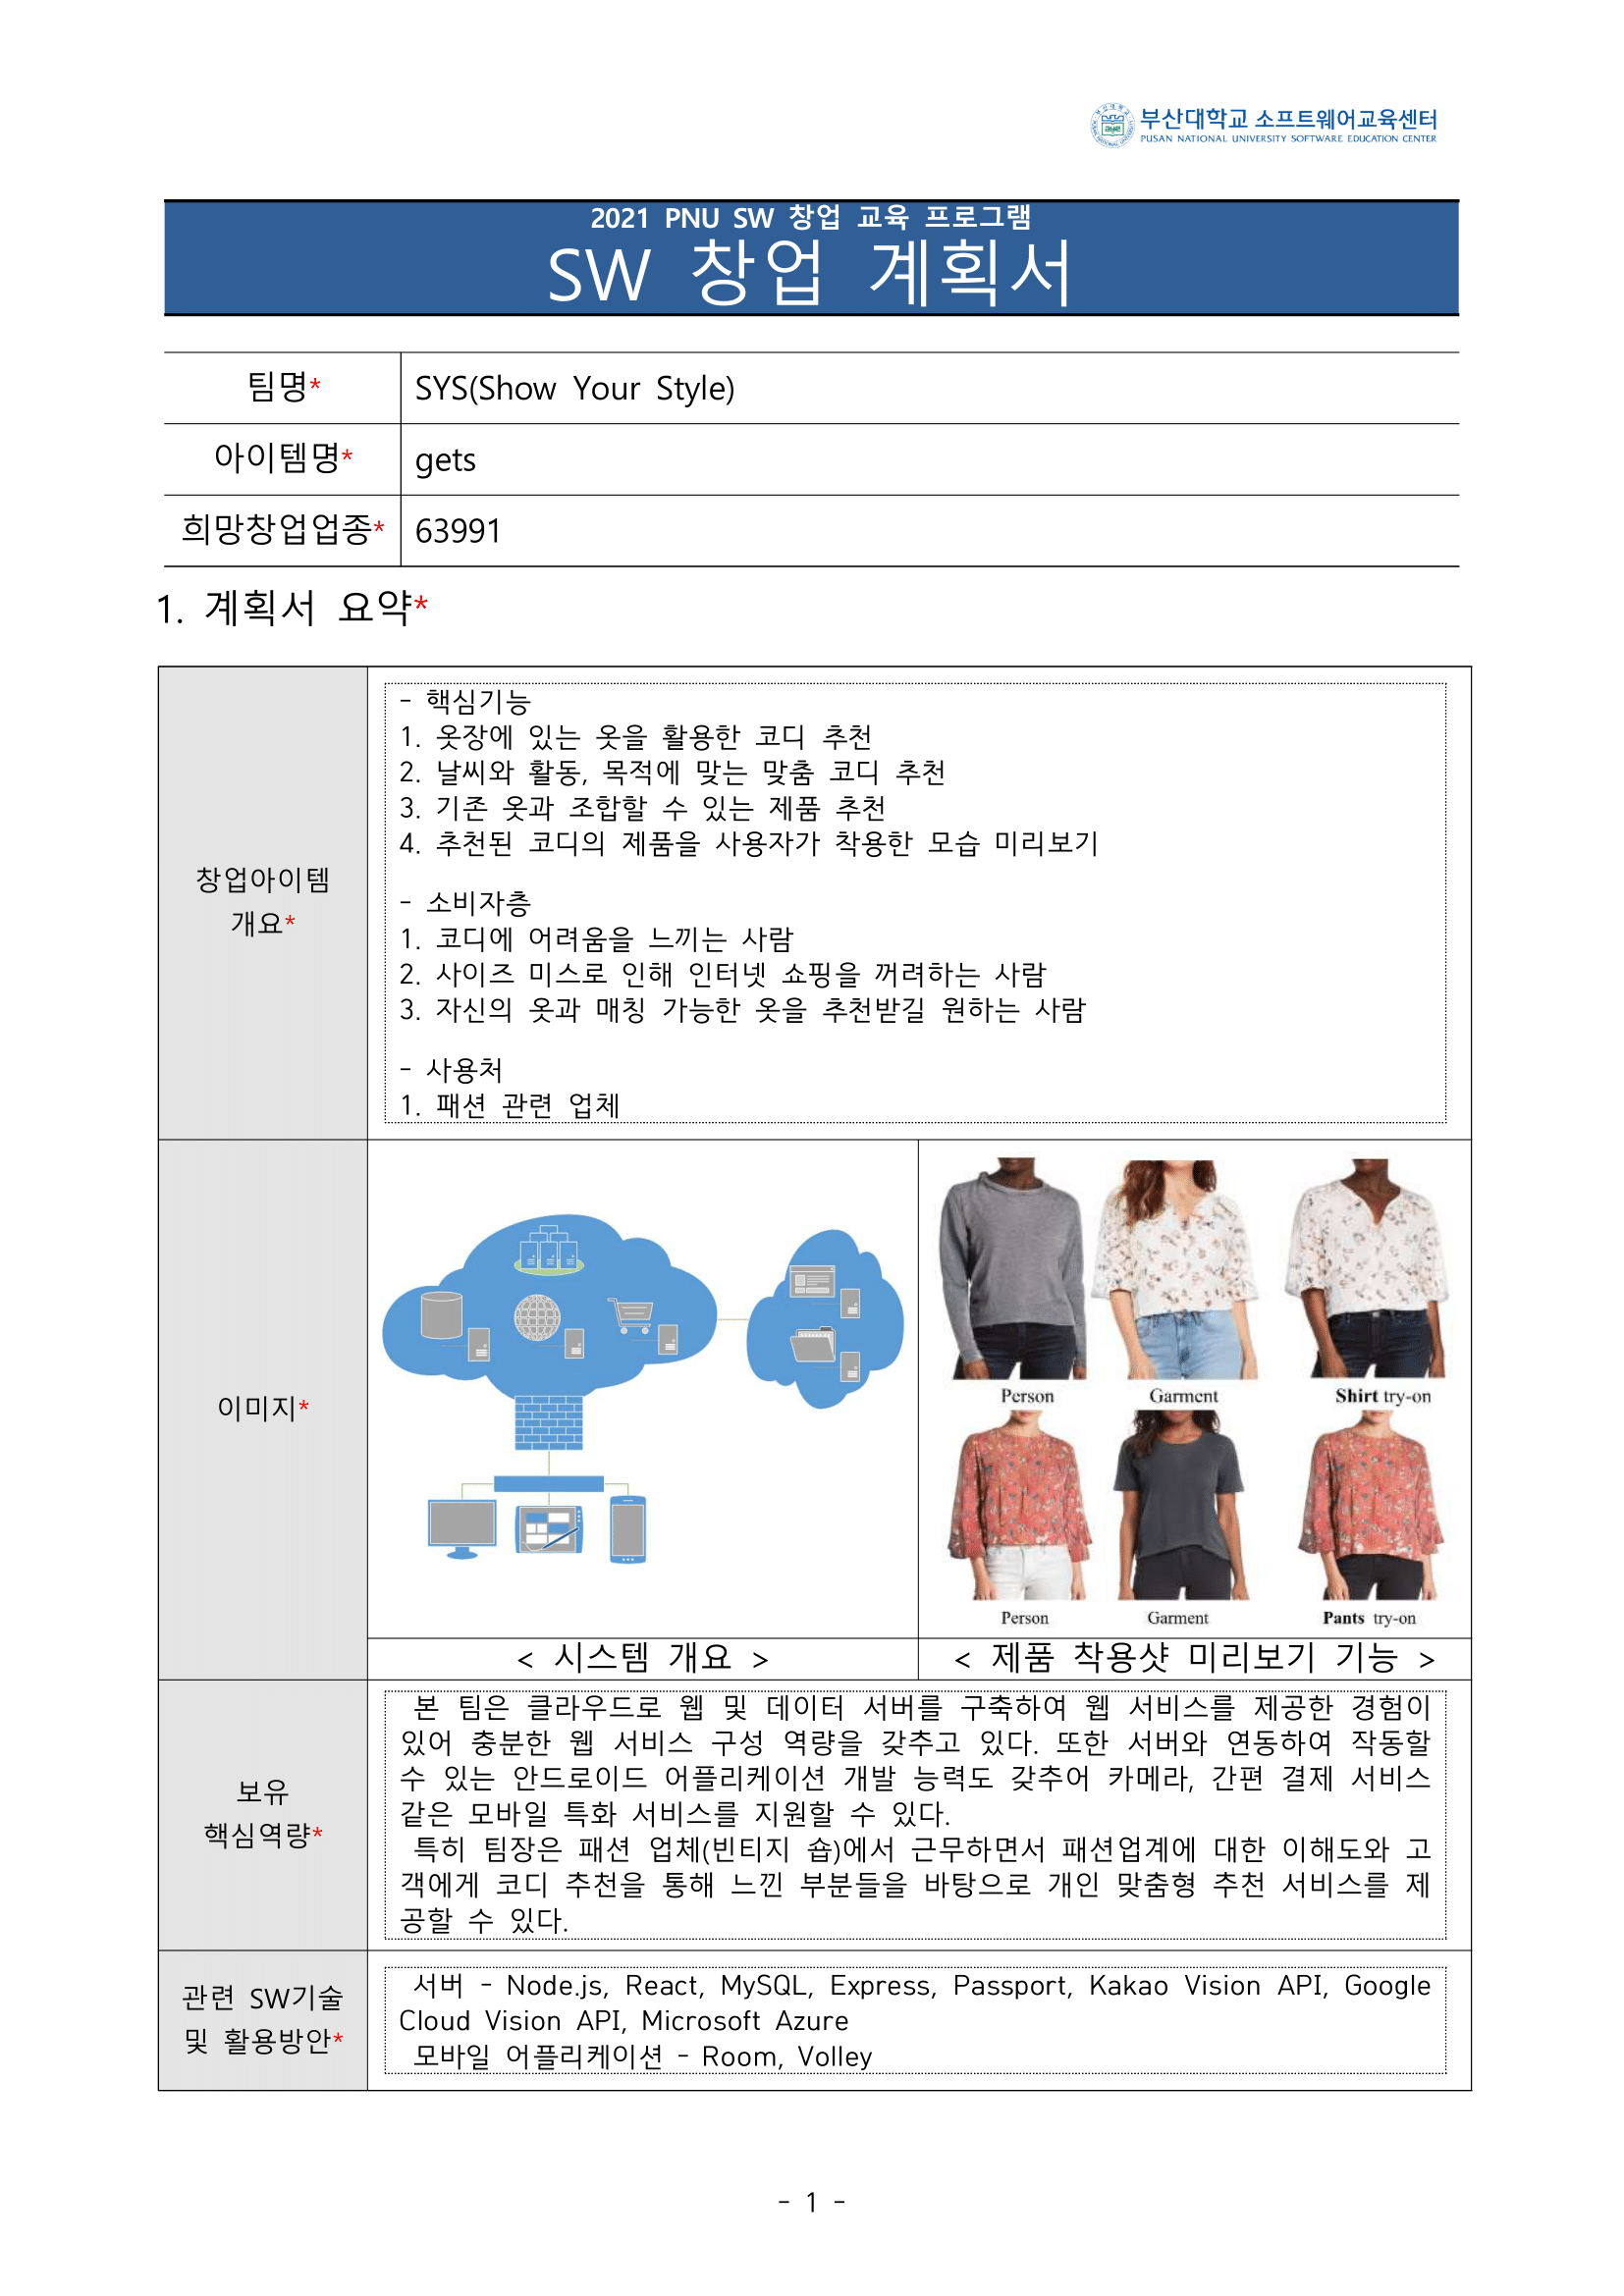 부산대학교 소프트웨어교육센터
PUSAN NATIONAL UNIVERSITY SOFTWARE EDUCATION CENTER
2021 PNU SW 창업 교육 프로그램
SW 창업 계획서
팀명* SYS(Show Your Style)
아이템명* gets
희망창업업종* 63991
1. 계획서 요약*
창업아이템
개요*
- 핵심기능
1. 옷장에 있는 옷을 활용한 코디 추천
2. 날씨와 활동, 목적에 맞는 맞춤 코디 추천
3. 기존 옷과 조합할 수 있는 제품 추천
4. 추천된 코디의 제품을 사용자가 착용한 모습 미리보기
- 소비자층
1. 코디에 어려움을 느끼는 사람
2. 사이즈 미스로 인해 인터넷 쇼핑을 꺼려하는 사람
3. 자신의 옷과 매칭 가능한 옷을 추천받길 원하는 사람
- 사용처
1. 패션 관련 업체
이미지*
Person Garment Shirt try-on
Person Garment Pants try-on
< 시스템 개요 > < 제품 착용샷 미리보기 기능 >
보유
핵심역량*
본 팀은 클라우드로 웹 및 데이터 서버를 구축하여 웹 서비스를 제공한 경험이
있어 충분한 웹 서비스 구성 역량을 갖추고 있다. 또한 서버와 연동하여 작동할
수 있는 안드로이드 어플리케이션 개발 능력도 갖추어 카메라, 간편 결제 서비스
같은 모바일 특화 서비스를 지원할 수 있다.
특히 팀장은 패션 업체(빈티지 숍)에서 근무하면서 패션업계에 대한 이해도와 고
객에게 코디 추천을 통해 느낀 부분들을 바탕으로 개인 맞춤형 추천 서비스를 제
공할 수 있다.
관련 SW기술
및 활용방안*
서버 - Node.js, React, MySQL, Express, Passport, Kakao Vision API, Google
Cloud Vision API, Microsoft Azure
모바일 어플리케이션 - Room, Volley
- 1 -